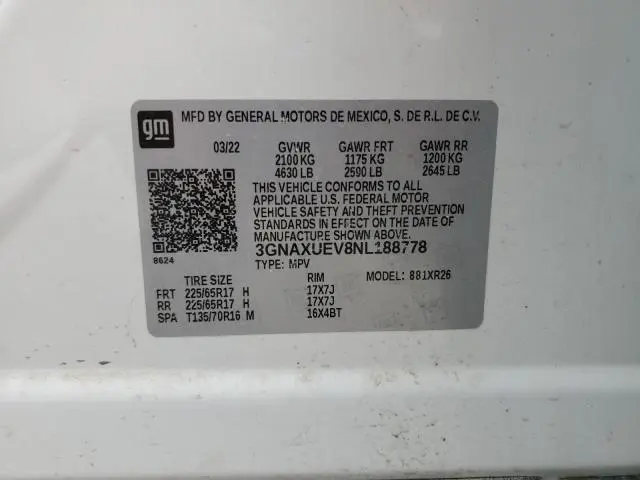 gm
MFD BY GENERAL MOTORS DE MEXICO, S. DE R.L. DE C.V.
03/22 GVWR GAWR FRT GAWR RR
2100 KG 1175 KG 1200 KG
4630 LB 2590 LB 2645 LB
THIS VEHICLE CONFORMS TO ALL
APPLICABLE U.S. FEDERAL MOTOR
VEHICLE SAFETY AND THEFT PREVENTION
STANDARDS IN EFFECT ON THE DATE OF
MANUFACTURE SHOWN ABOVE.
8624
3GNAXUEV8NL188778
TYPE: MPV
TIRE SIZE RIM MODEL: 881XR26
FRT 225/65R17 H 17X7J
RR 225/65R17 H 17X7J
SPA T135/70R16 M 16X4BT